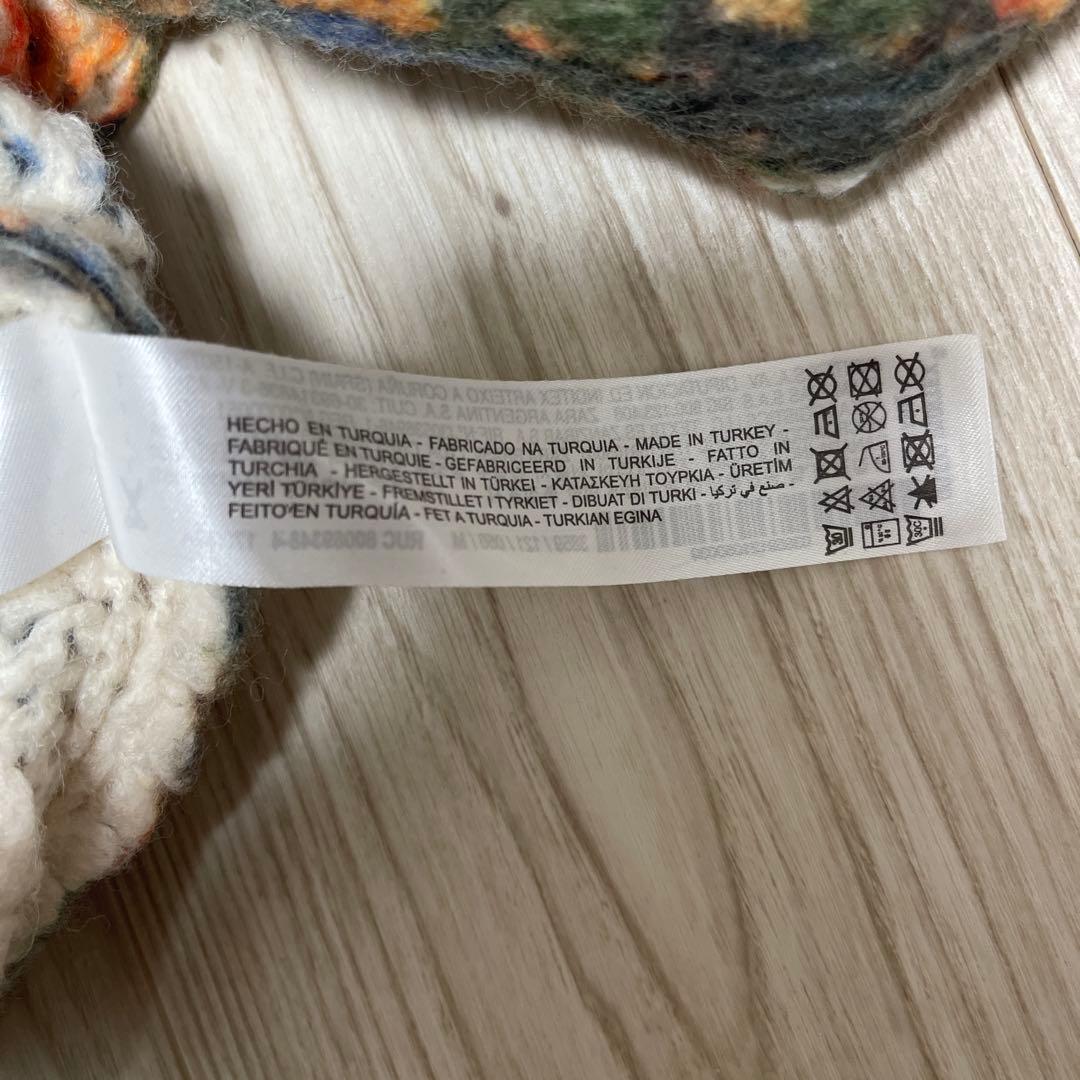 HECHO EN TURQUIA - FABRICADO NA TURQUIA - MADE IN TURKEY -
FABRIQUÉ EN TURQUIE - GEFABRICEERD IN TURKIJE - FATTO IN
TURCHIA - HERGESTELLT IN TÜRKEI - ΚΑΤΑΣΚΕΥΗ ΤΟΥΡΚΙΑ - ÜRETİM
YERİ TÜRKİYE - FREMSTILLET I TYRKIET - DIBUAT DI TURKI - صنع في تركيا -
FEITO EN TURQUÍA - FET A TURQUIA - TURKIAN EGINA